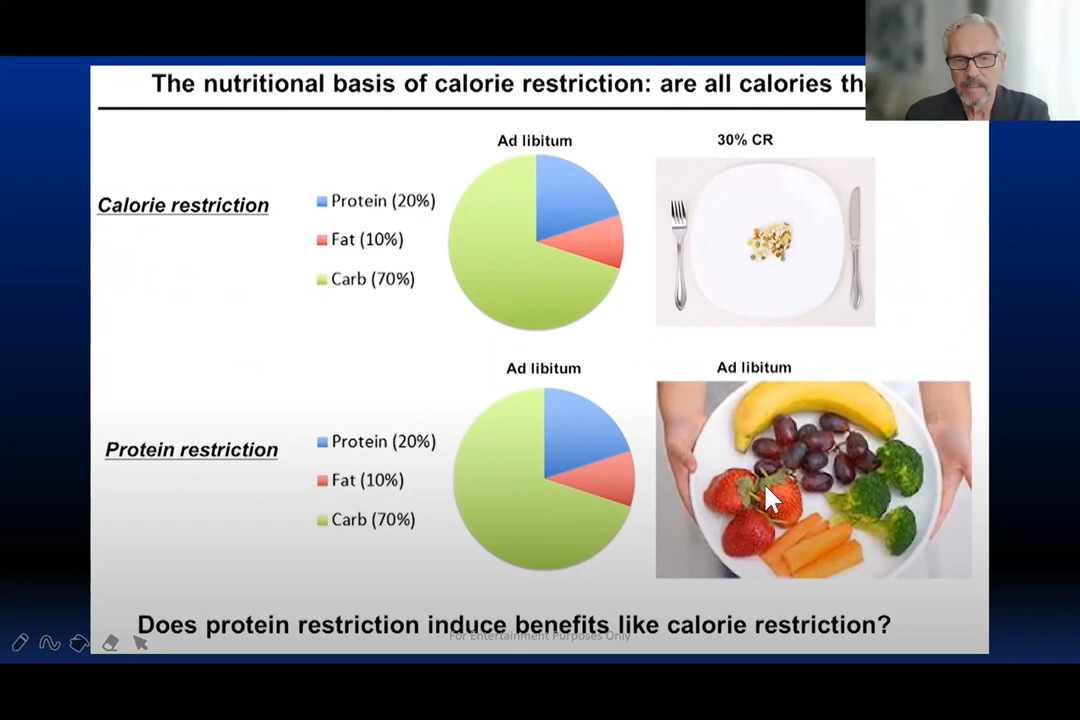 The nutritional basis of calorie restriction: are all calories
Ad libitum
30% CR
Calorie restriction
Protein (20%)
Fat (10%)
Carb (70%)
Ad libitum
Ad libitum
Protein restriction
Protein (20%)
Fat (10%)
Carb (70%)
Does protein restriction induce benefits like calorie restriction?
For Entertainment Purposes Only